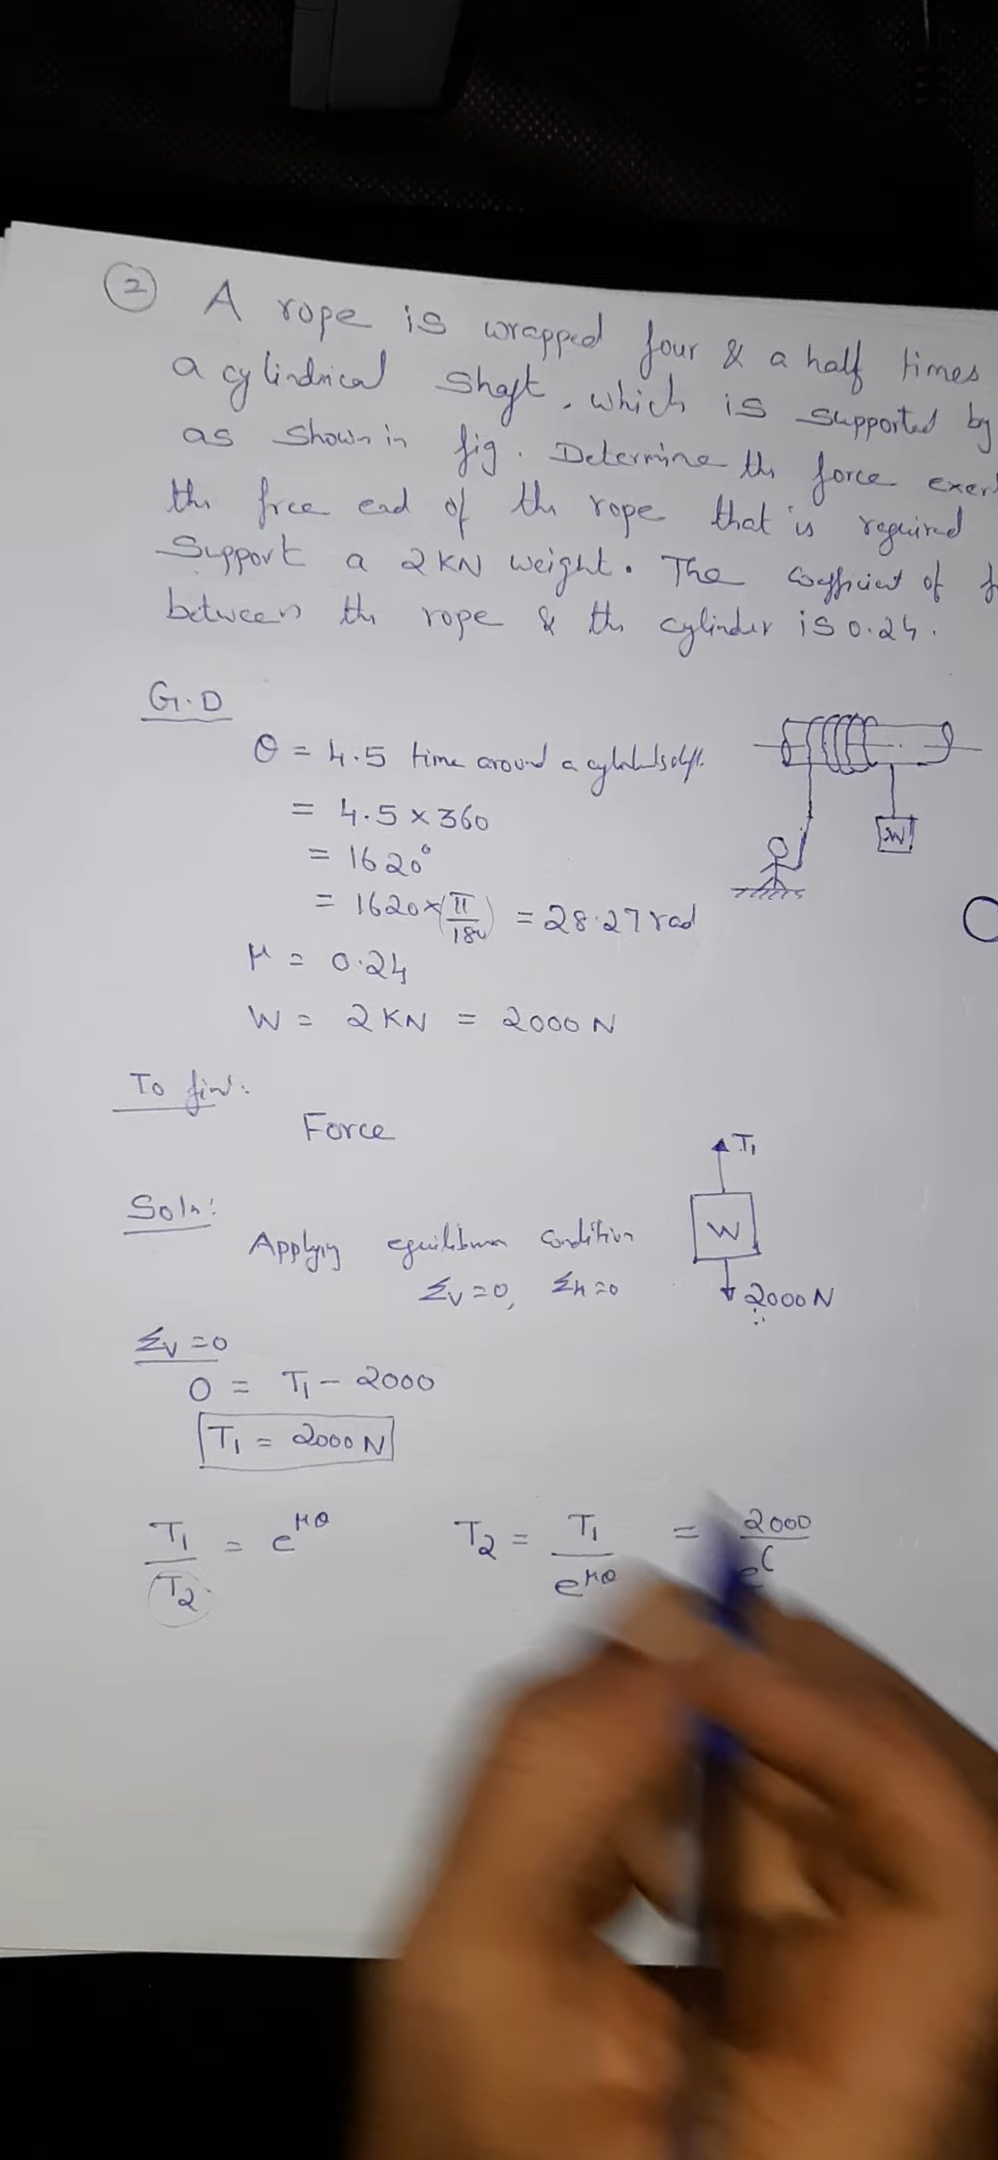 2 A rope is wrapped four & a half times
a cylindrical shaft, which is supported by
as shown in fig. Determine the force exer
the free end of the rope that is required
Support a 2KN weight. The coefficient of f
between the rope & the cylinder is 0.24.
G.D
θ = 4.5 time around a
= 4.5 × 360
= 1620°
= 1620 × (π/180) = 28.27 rad
μ = 0.24
W = 2KN = 2000 N
W
To find:
Force
Soln:
Applying equilibrium condition
Σv = 0, ΣH = 0
T1
W
2000 N
Σv = 0
0 = T1 - 2000
T1 = 2000 N
T1/T2 = e^μθ T2 = T1/e^μθ = 2000/e^(